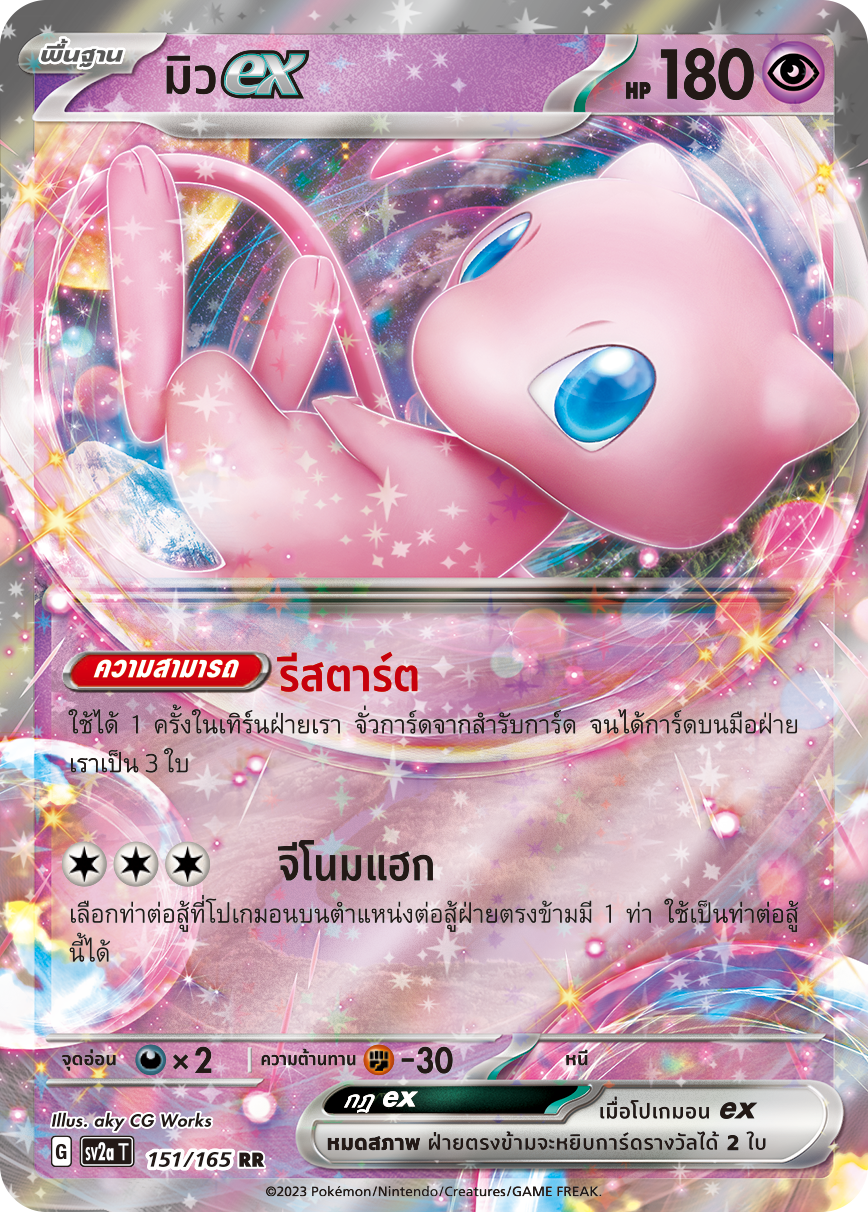 พื้นฐาน
มิว ex
HP 180
ความสามารถ รีสตาร์ต
ใช้ได้ 1 ครั้งในเทิร์นฝ่ายเรา จั่วการ์ดจากสำรับการ์ด จนได้การ์ดบนมือฝ่าย
เราเป็น 3 ใบ
จีโนมแฮก
เลือกท่าต่อสู้ที่โปเกมอนบนตำแหน่งต่อสู้ฝ่ายตรงข้ามมี 1 ท่า ใช้เป็นท่าต่อสู้
นี้ได้
จุดอ่อน ×2 ความต้านทาน -30 หนี
กฎ ex เมื่อโปเกมอน ex
หมดสภาพ ฝ่ายตรงข้ามจะหยิบการ์ดรางวัลได้ 2 ใบ
Illus. aky CG Works
G sv2a T 151/165 RR
©2023 Pokémon/Nintendo/Creatures/GAME FREAK.